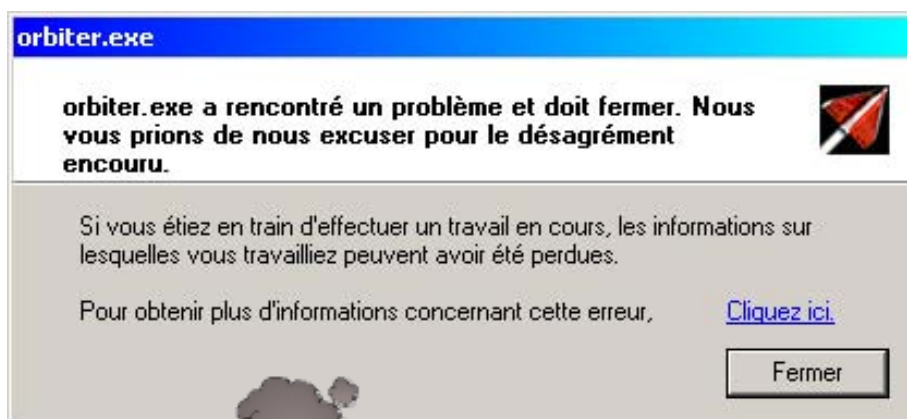 orbiter.exe
orbiter.exe a rencontré un problème et doit fermer. Nous
vous prions de nous excuser pour le désagrément
encouru.
Si vous étiez en train d'effectuer un travail en cours, les informations sur
lesquelles vous travailliez peuvent avoir été perdues.
Pour obtenir plus d'informations concernant cette erreur, Cliquez ici.
Fermer